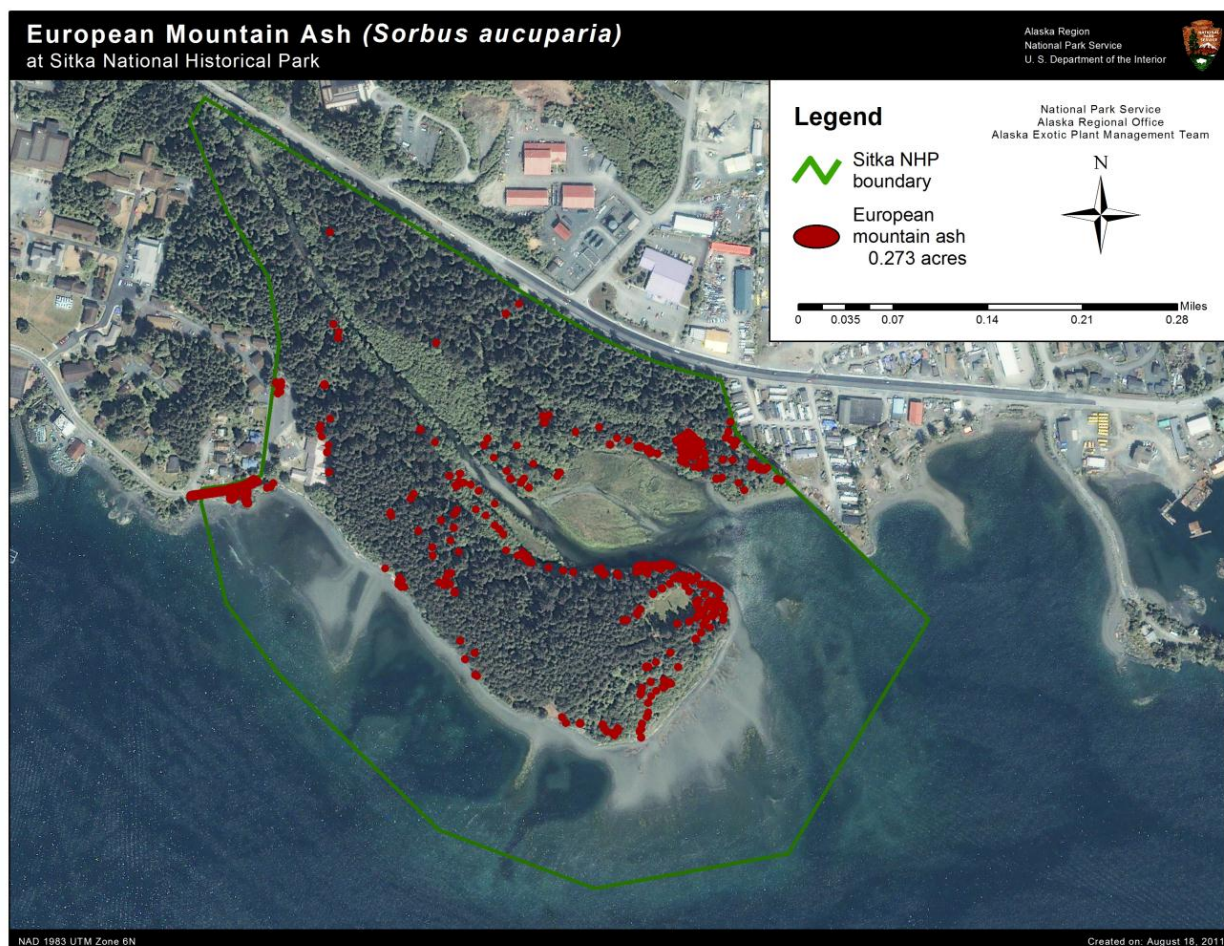 European Mountain Ash (Sorbus aucuparia)
at Sitka National Historical Park
Alaska Region
National Park Service
U. S. Department of the Interior
Legend
Sitka NHP
boundary
European
mountain ash
0.273 acres
National Park Service
Alaska Regional Office
Alaska Exotic Plant Management Team
N
Miles
0 0.035 0.07 0.14 0.21 0.28
NAD 1983 UTM Zone 6N
Created on: August 18, 2011